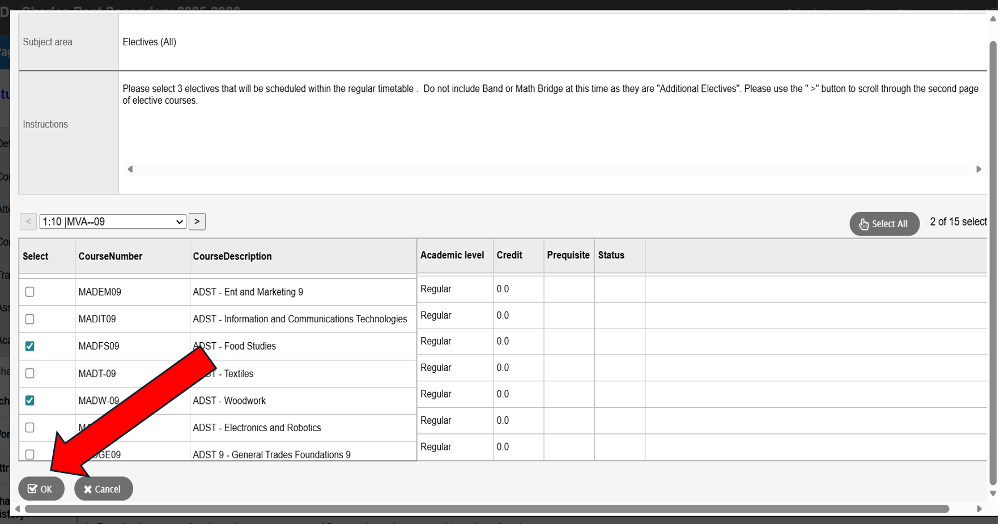 Subject area
Electives (All)
Instructions
Please select 3 electives that will be scheduled within the regular timetable .  Do not include Band or Math Bridge at this time as they are "Additional Electives". Please use the " >" button to scroll through the second page
of elective courses.
< 1:10 |MVA--09 >
Select All
2 of 15 select
Select CourseNumber CourseDescription Academic level Credit Prequisite Status
MADEM09 ADST - Ent and Marketing 9 Regular 0.0
MADIT09 ADST - Information and Communications Technologies Regular 0.0
MADFS09 ADST - Food Studies Regular 0.0
MADT-09 - Textiles Regular 0.0
MADW-09 ADST - Woodwork Regular 0.0
ADST - Electronics and Robotics Regular 0.0
ADST 9 - General Trades Foundations 9 Regular 0.0
OK Cancel